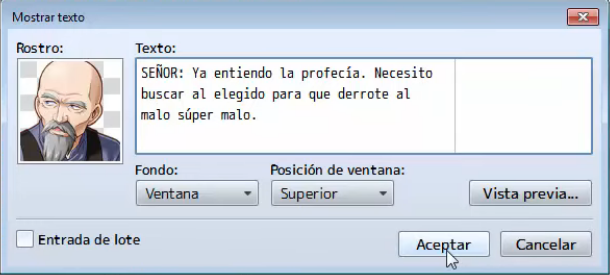 Mostrar texto
Rostro:
Texto:
SEÑOR: Ya entiendo la profecía. Necesito
buscar al elegido para que derrote al
malo súper malo.
Fondo:
Posición de ventana:
Ventana
Superior
Vista previa...
Entrada de lote
Aceptar
Cancelar